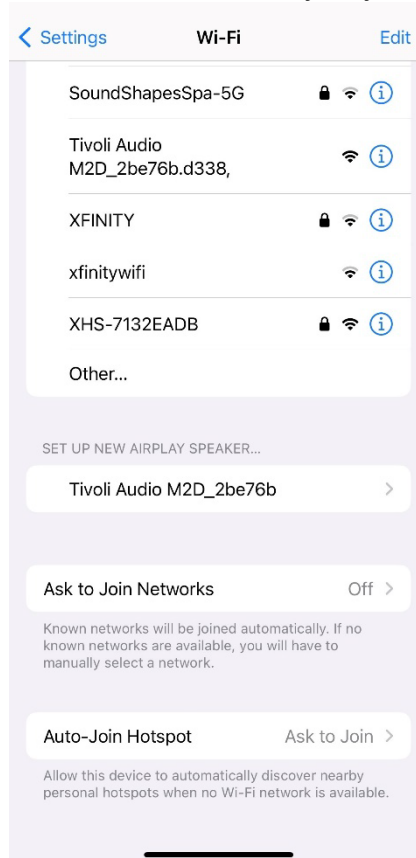 Settings
Wi-Fi
Edit
SoundShapesSpa-5G
Tivoli Audio
M2D_2be76b.d338,
XFINITY
xfinitywifi
XHS-7132EADB
Other...
SET UP NEW AIRPLAY SPEAKER...
Tivoli Audio M2D_2be76b
Ask to Join Networks Off
Known networks will be joined automatically. If no
known networks are available, you will have to
manually select a network.
Auto-Join Hotspot Ask to Join
Allow this device to automatically discover nearby
personal hotspots when no Wi-Fi network is available.